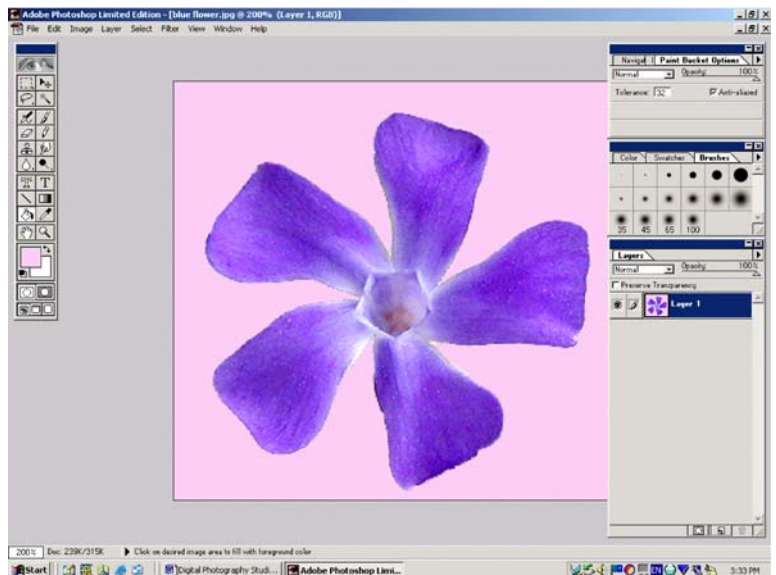 Adobe Photoshop Limited Edition - [blue flower.jpg @ 200% (Layer 1, RGB)]
File Edit Image Layer Select Filter View Window Help
Navigat Paint Bucket Options
Normal Opacity: 100%
Tolerance: 32 Anti-aliased
Color Swatches Brushes
35 45 65 100
Layers
Normal Opacity: 100%
Preserve Transparency
Layer 1
T
200% Doc: 239K/315K Click on desired image area to fill with foreground color
Start Digital Photography Studi... Adobe Photoshop Limi... EN 3:33 PM